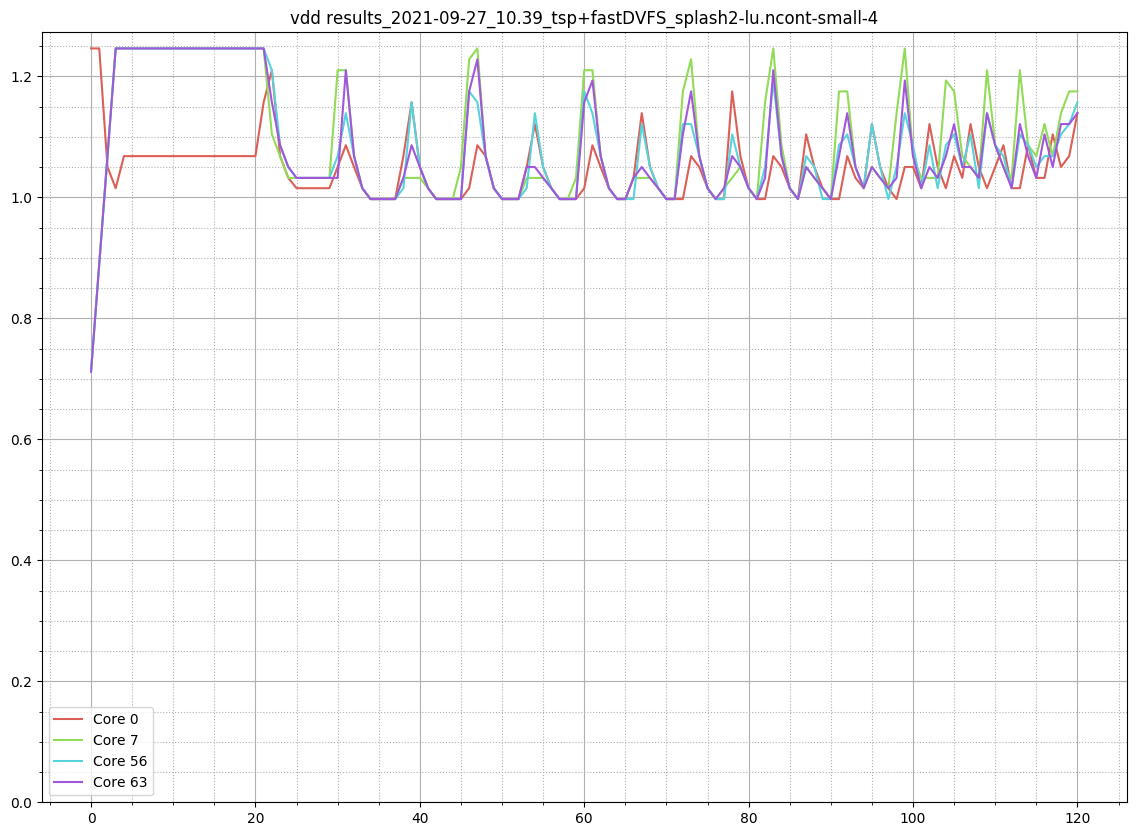 vdd results_2021-09-27_10.39_tsp+fastDVFS_splash2-lu.ncont-small-4
1.2
1.0
0.8
0.6
0.4
0.2
0.0
Core 0
Core 7
Core 56
Core 63
0 20 40 60 80 100 120